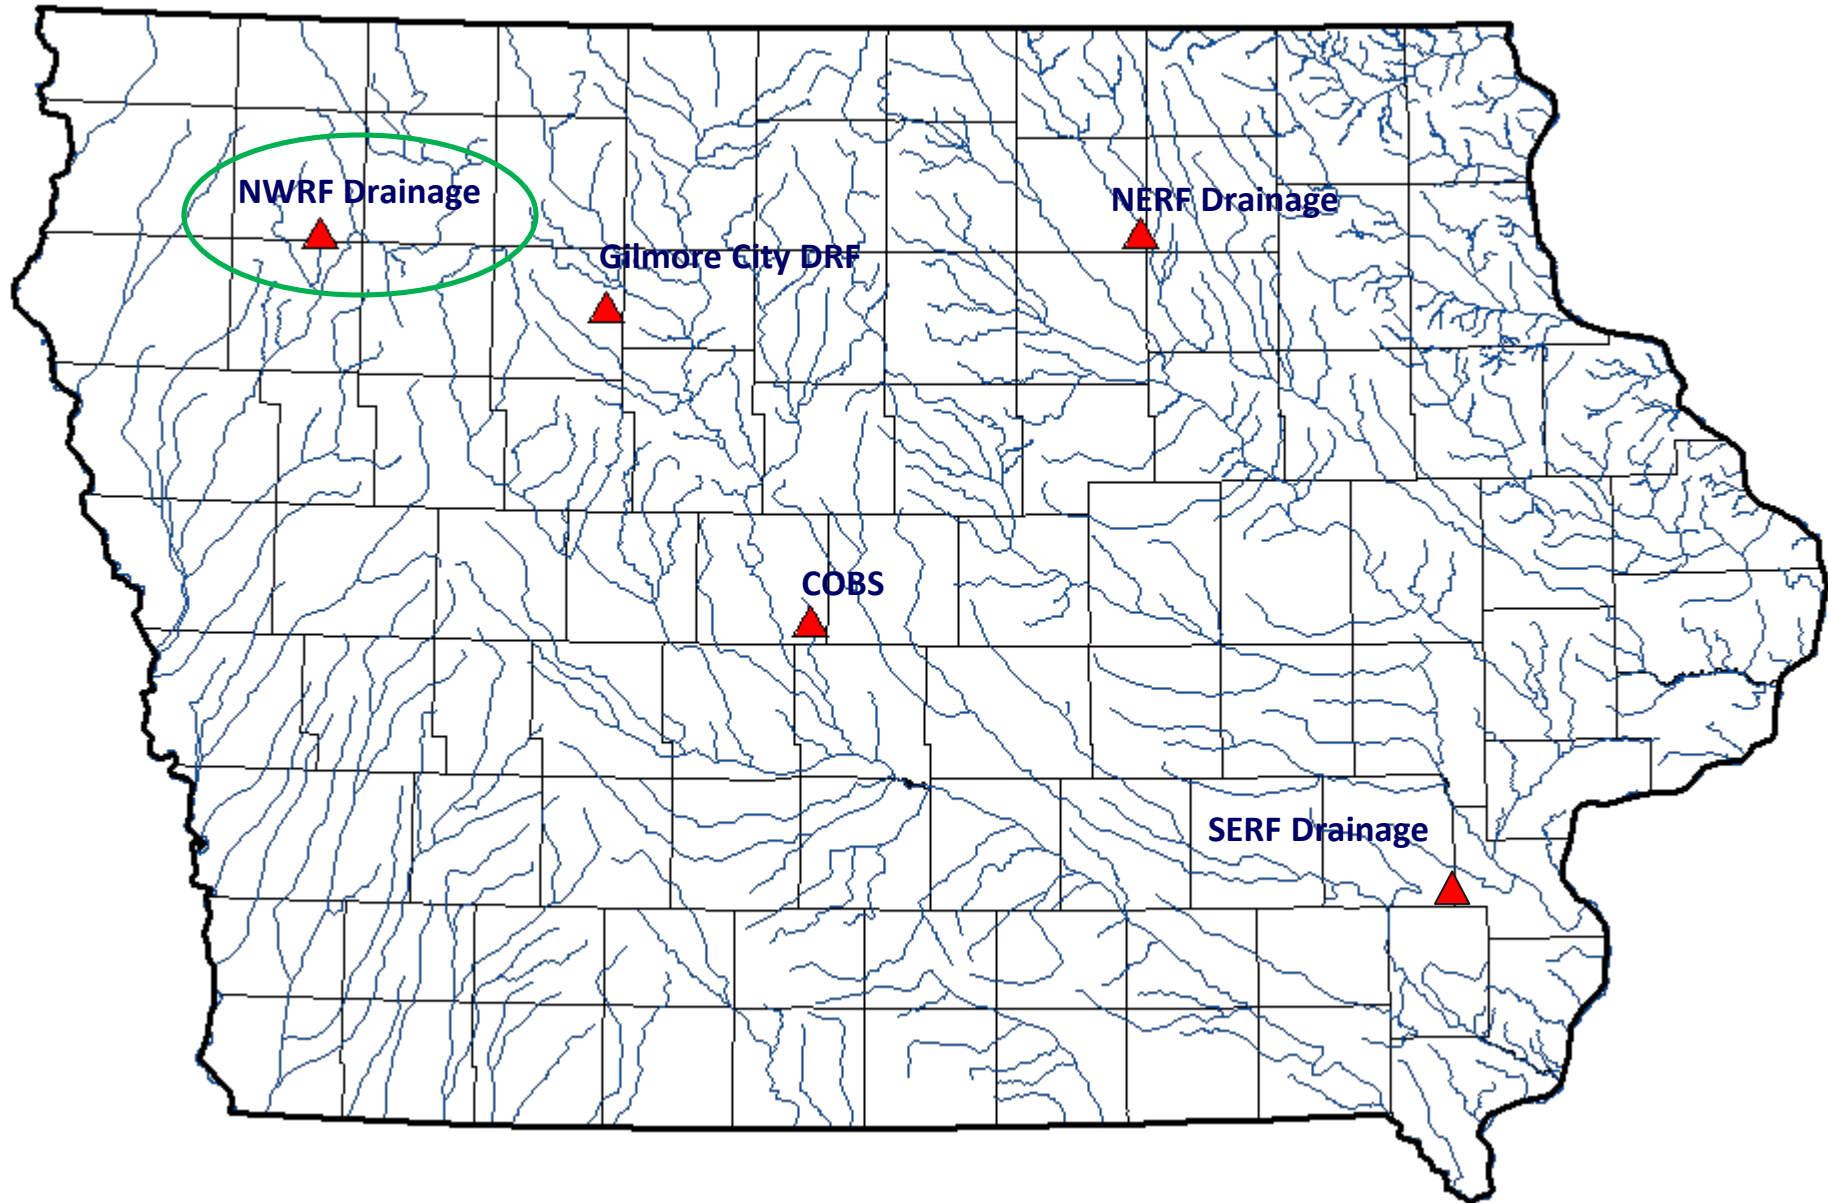 NWRF Drainage
NERF Drainage
Gilmore City DRF
COBS
SERF Drainage